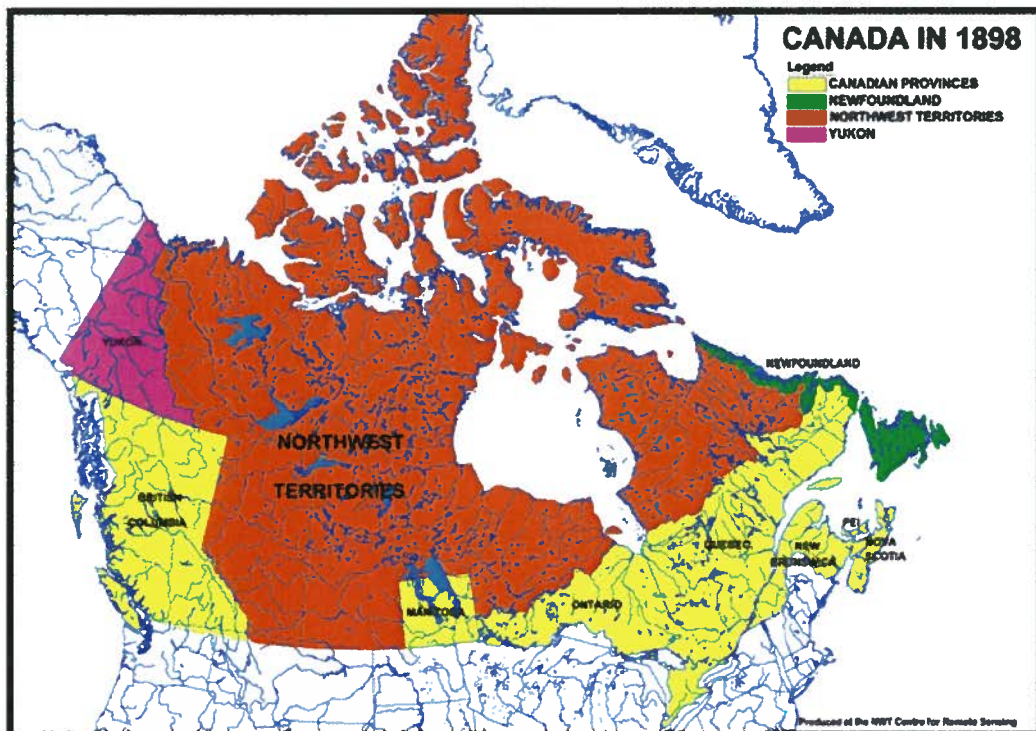 CANADA IN 1898
Legend
CANADIAN PROVINCES
NEWFOUNDLAND
NORTHWEST TERRITORIES
YUKON
YUKON
NEWFOUNDLAND
NORTHWEST
TERRITORIES
BRITISH
COLUMBIA
MANITOBA
ONTARIO
QUEBEC
NEW
BRUNSWICK
PEI
NOVA
SCOTIA
Produced at the NWT Centre for Remote Sensing